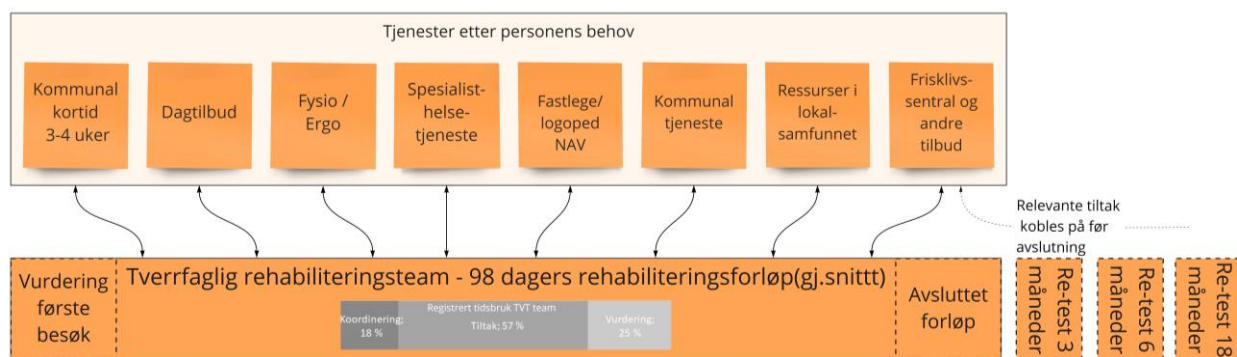 Tjenester etter personens behov
Kommunal
kortid
3-4 uker
Dagtilbud
Fysio /
Ergo
Spesialist-
helse-
tjeneste
Fastlege/
logoped
NAV
Kommunal
tjeneste
Ressurser i
lokal-
samfunnet
Frisklivs-
sentral og
andre
tilbud
Relevante tiltak
kobles på før
avslutning
Vurdering
første
besøk
Tverrfaglig rehabiliteringsteam - 98 dagers rehabiliteringsforløp(gj.snittt)
Registrert tidsbruk TVT team
Koordinering;
18 %
Tiltak; 57 %
Vurdering;
25 %
Avsluttet
forløp
Re-test 3
måneder
Re-test 6
måneder
Re-test 18
måneder